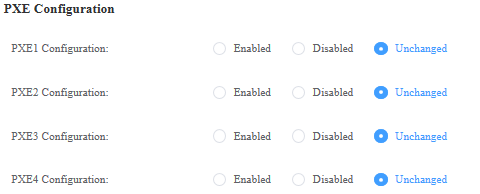 PXE Configuration
PXE1 Configuration: Enabled Disabled Unchanged
PXE2 Configuration: Enabled Disabled Unchanged
PXE3 Configuration: Enabled Disabled Unchanged
PXE4 Configuration: Enabled Disabled Unchanged